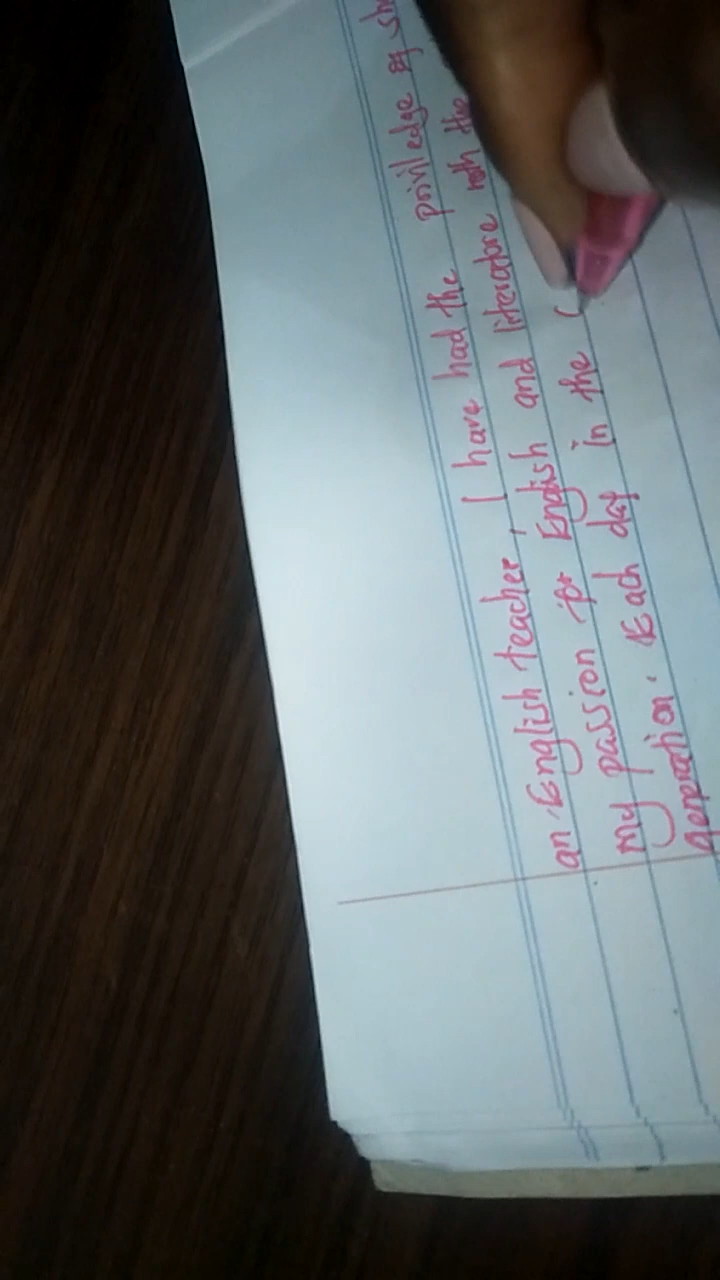 an English teacher, I have had the priviledge of sh
my passion for English and literature with the
generation. Each day in the c